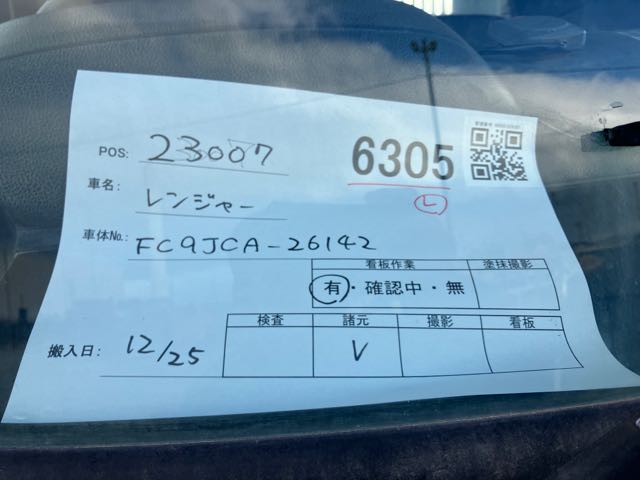 POS: 23007
6305
車名: レンジャー
L
車体No.: FC9JCA-26142
看板作業 塗抹撮影
有・確認中・無
検査 諸元 撮影 看板
搬入日: 12/25 V